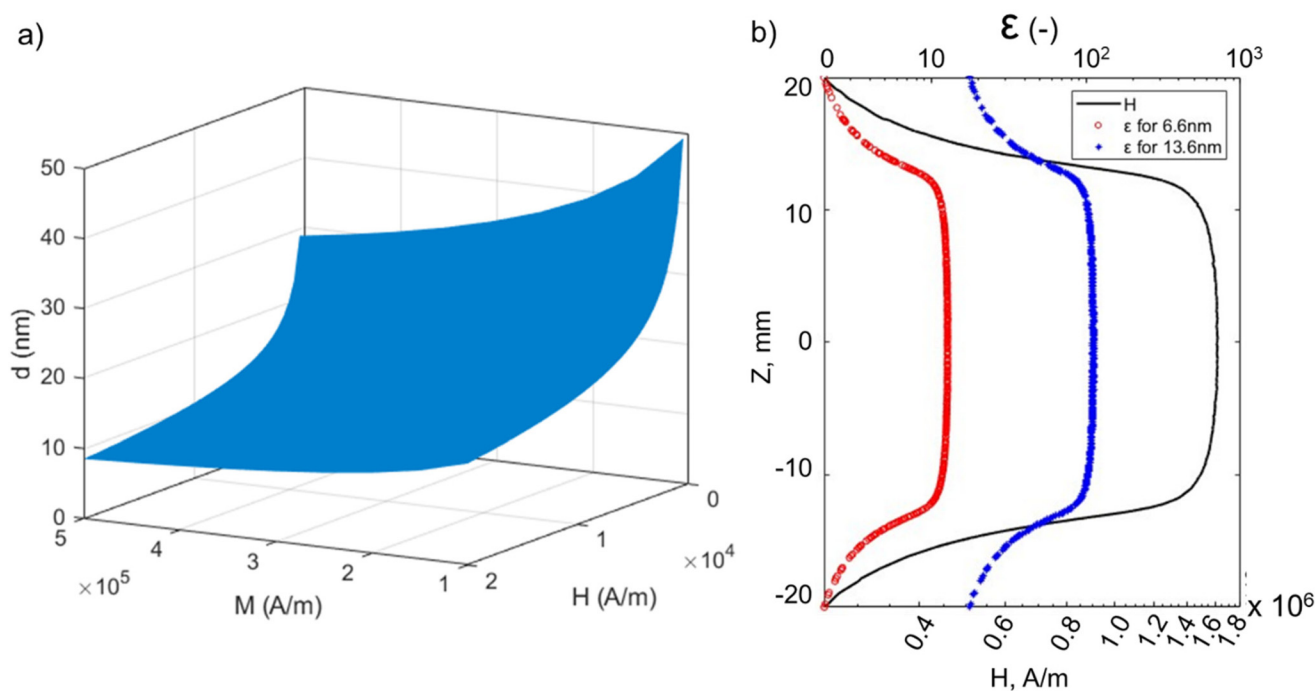 a)
50
40
30
20
10
0
d (nm)
5
4
3
2
1
×10⁵
M (A/m)
2
1
0
×10⁴
H (A/m)
b)
ε (-)
0
10
10²
10³
H
ε for 6.6nm
ε for 13.6nm
20
10
0
-10
-20
Z, mm
0.4
0.6
0.8
1.0
1.2
1.4
1.6
1.8
x 10⁶
H, A/m